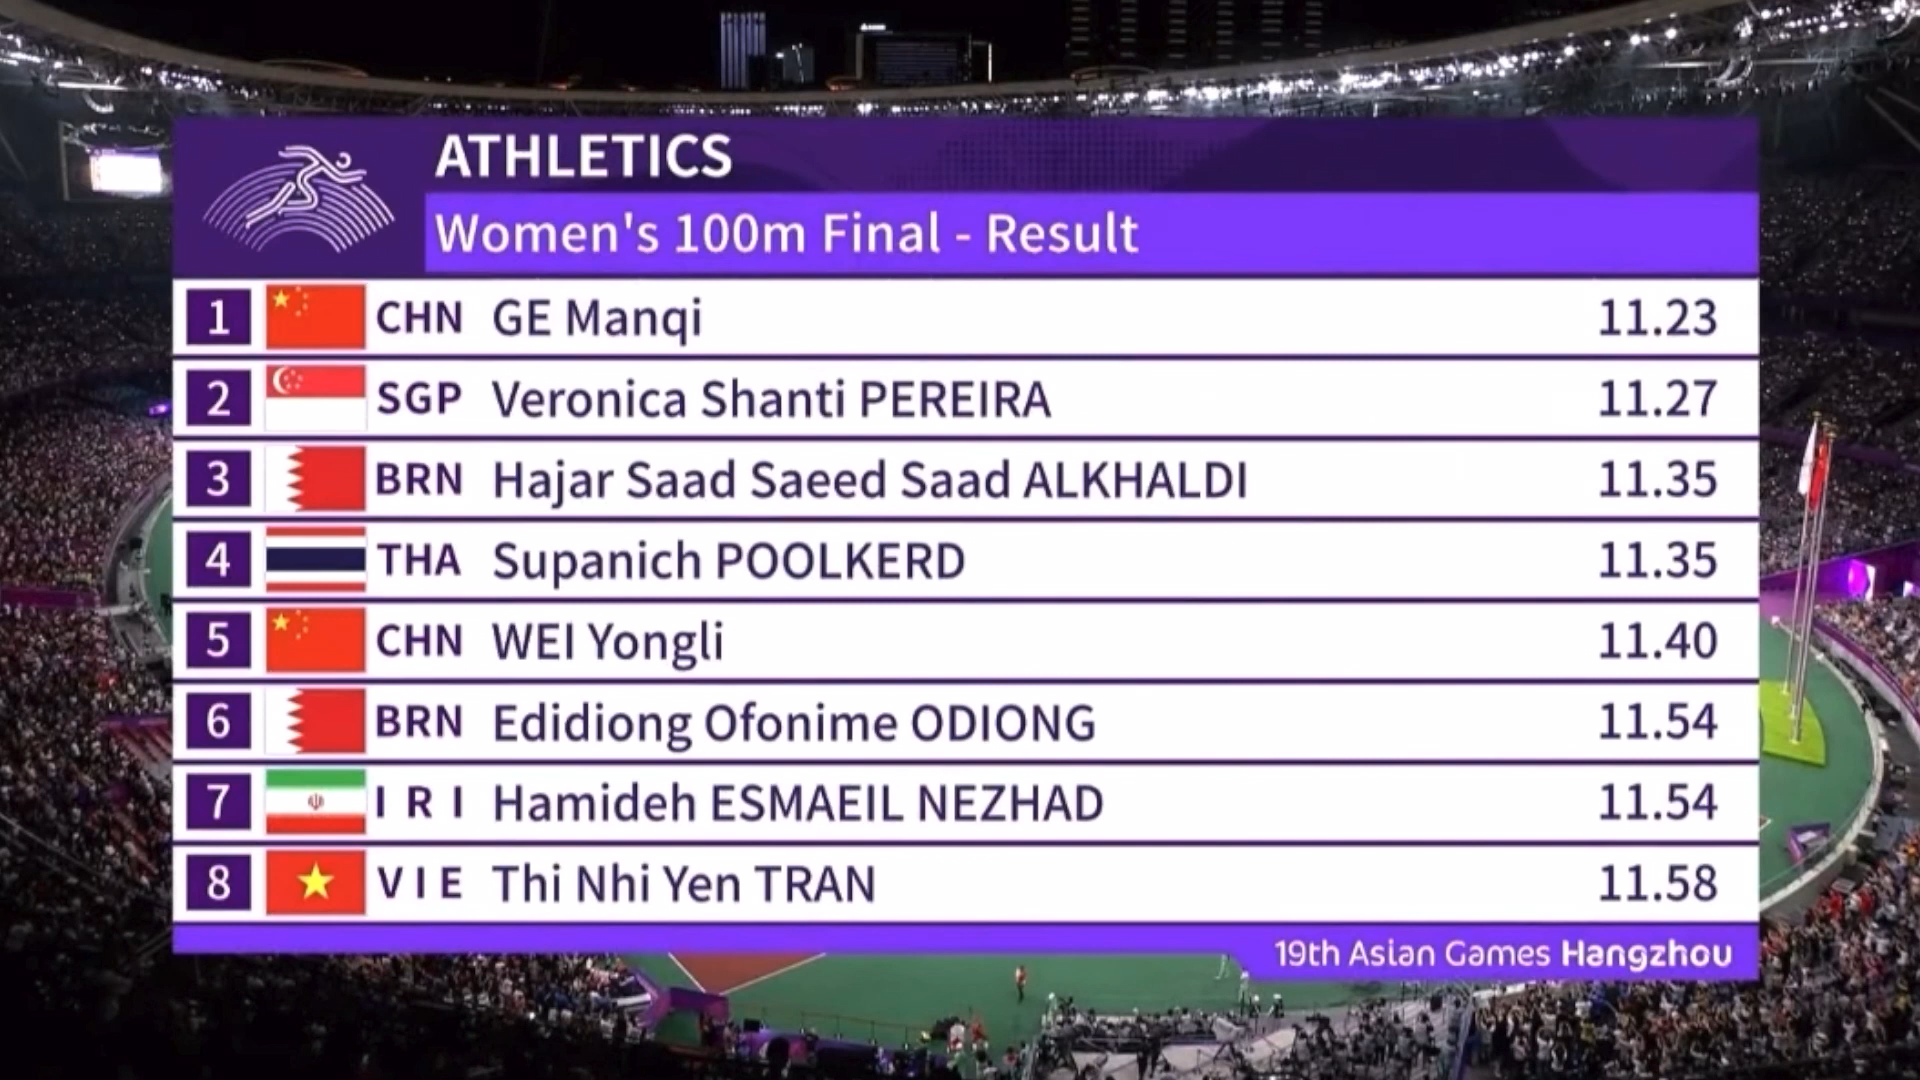 ATHLETICS
Women's 100m Final - Result
1 CHN GE Manqi 11.23
2 SGP Veronica Shanti PEREIRA 11.27
3 BRN Hajar Saad Saeed Saad ALKHALDI 11.35
4 THA Supanich POOLKERD 11.35
5 CHN WEI Yongli 11.40
6 BRN Edidiong Ofonime ODIONG 11.54
7 IRI Hamideh ESMAEIL NEZHAD 11.54
8 VIE Thi Nhi Yen TRAN 11.58
19th Asian Games Hangzhou